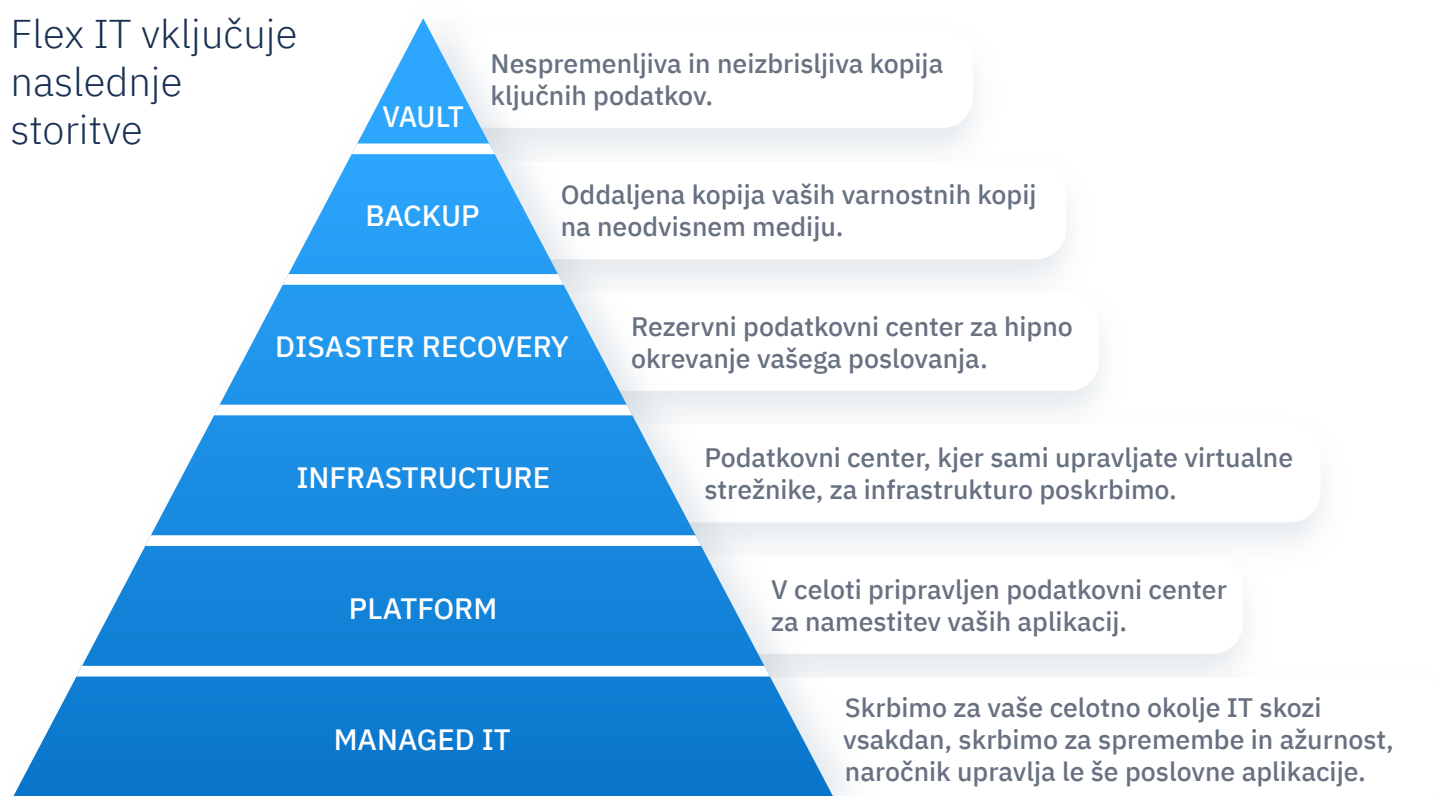 Flex IT vključuje
naslednje
storitve
VAULT
Nespremenljiva in neizbrisljiva kopija
ključnih podatkov.
BACKUP
Oddaljena kopija vaših varnostnih kopij
na neodvisnem mediju.
DISASTER RECOVERY
Rezervni podatkovni center za hipno
okrevanje vašega poslovanja.
INFRASTRUCTURE
Podatkovni center, kjer sami upravljate virtualne
strežnike, za infrastrukturo poskrbimo.
PLATFORM
V celoti pripravljen podatkovni center
za namestitev vaših aplikacij.
MANAGED IT
Skrbimo za vaše celotno okolje IT skozi
vsakdan, skrbimo za spremembe in ažurnost,
naročnik upravlja le še poslovne aplikacije.